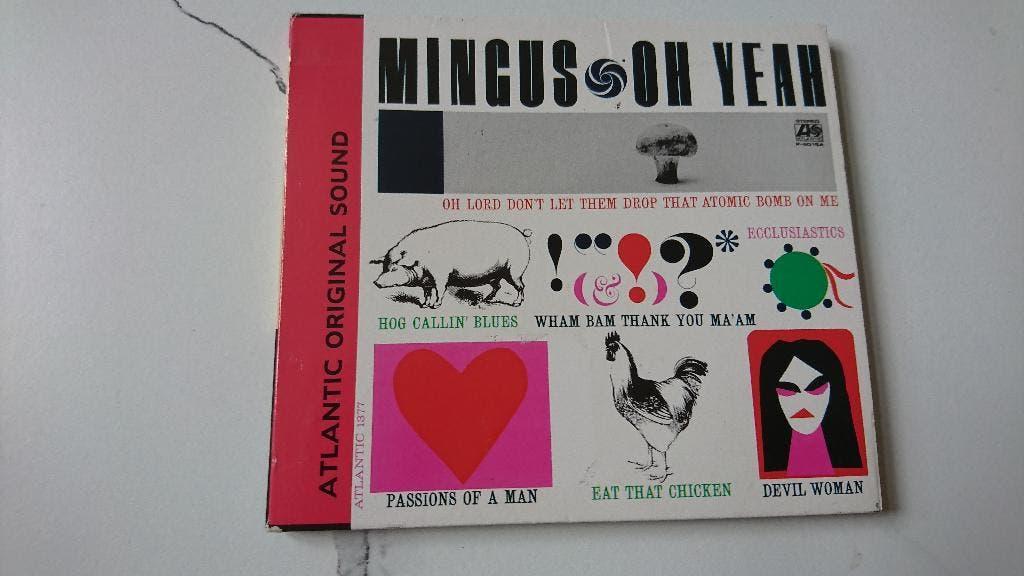 MINGUS OH YEAH
STEREO
OH LORD DON'T LET THEM DROP THAT ATOMIC BOMB ON ME
ECCLUSIASTICS
!""!?*
(&)
HOG CALLIN' BLUES
WHAM BAM THANK YOU MA'AM
PASSIONS OF A MAN
EAT THAT CHICKEN
DEVIL WOMAN
ATLANTIC ORIGINAL SOUND
ATLANTIC 1377